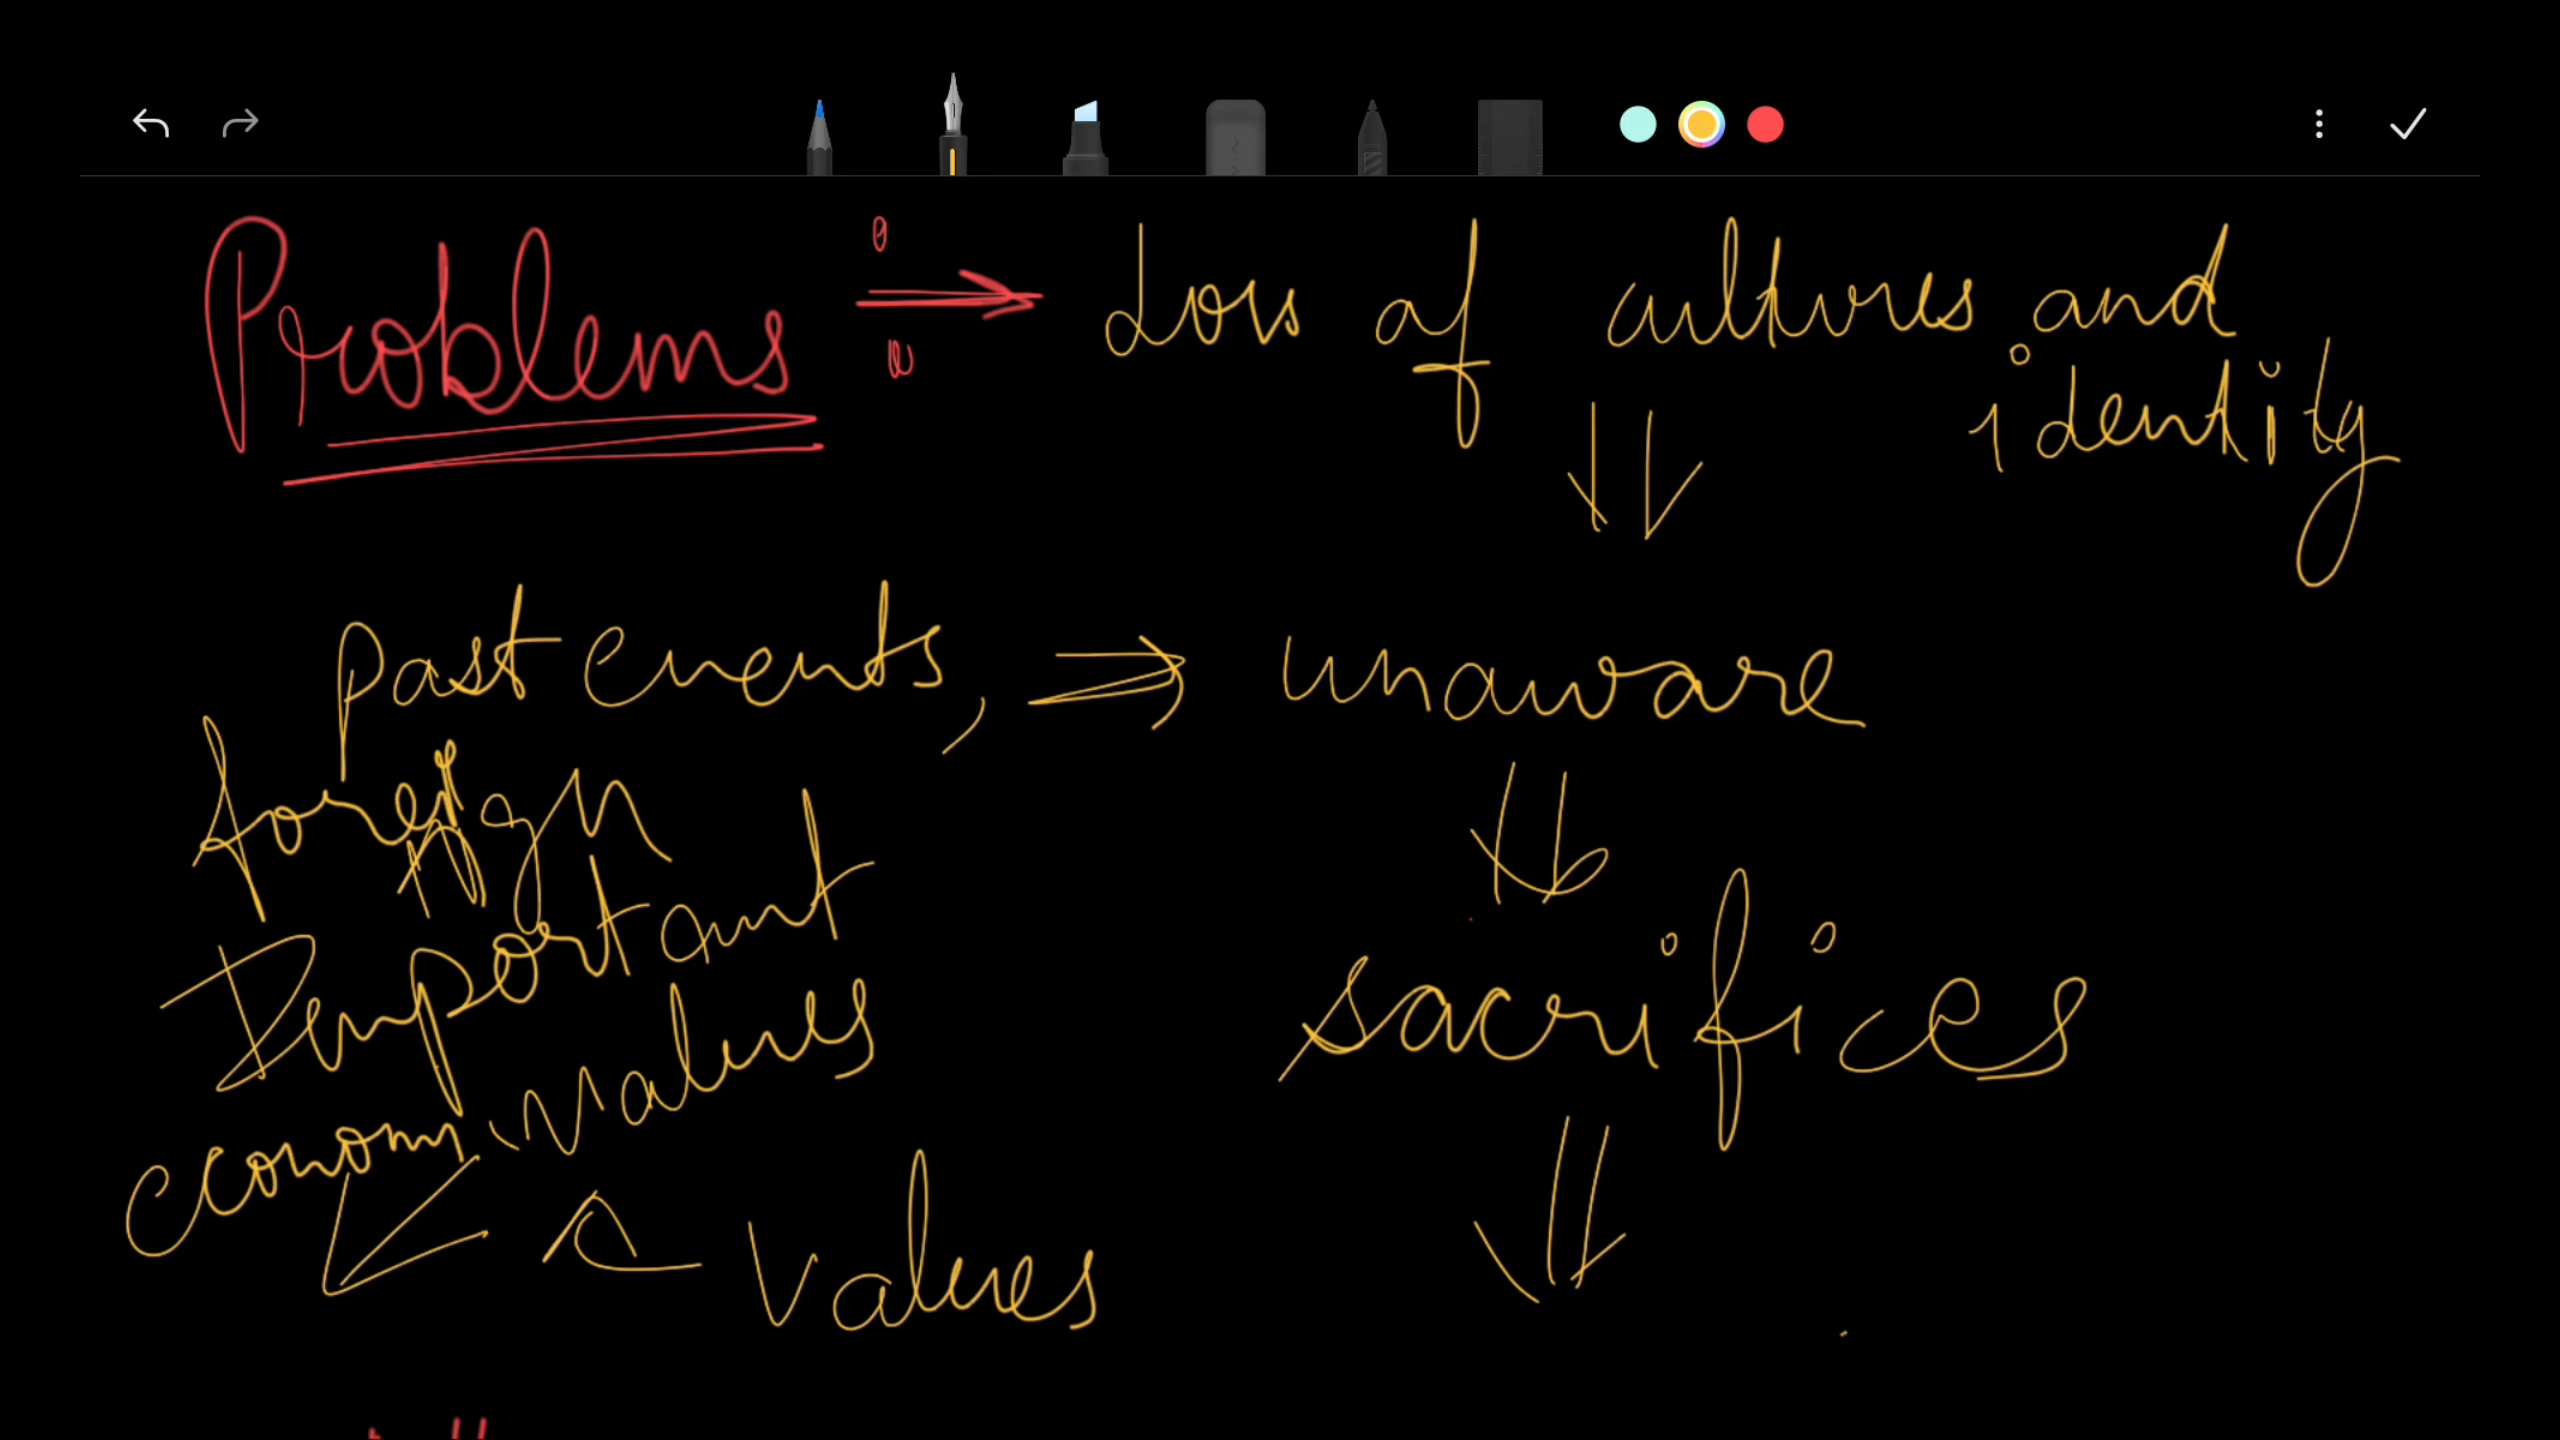 Problems ⇒ Loss of cultures and
identity
past events, ⇒ unaware
foreign
Important
sacrifices
values
economy
values